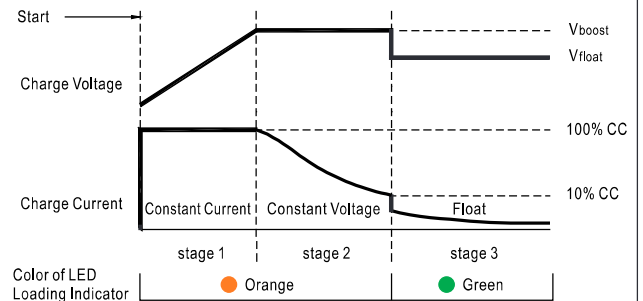 Start
Vboost
Vfloat
Charge Voltage
100% CC
10% CC
Charge Current
Constant Current
Constant Voltage
Float
stage 1
stage 2
stage 3
Color of LED
Loading Indicator
Orange
Green